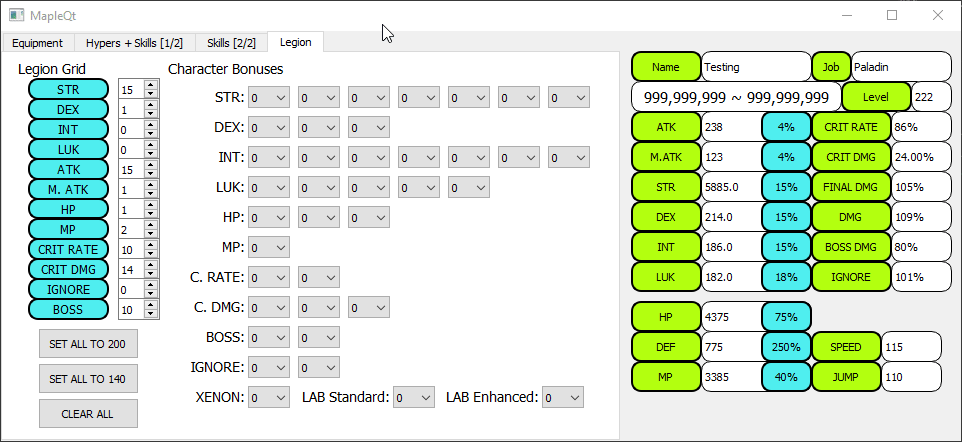 MapleQt
Equipment Hypers + Skills [1/2] Skills [2/2] Legion
Legion Grid
STR 15
DEX 1
INT 0
LUK 0
ATK 15
M. ATK 1
HP 1
MP 2
CRIT RATE 10
CRIT DMG 14
IGNORE 0
BOSS 10
SET ALL TO 200
SET ALL TO 140
CLEAR ALL
Character Bonuses
STR: 0 0 0 0 0 0 0
DEX: 0 0 0
INT: 0 0 0 0 0 0 0
LUK: 0 0 0 0 0
HP: 0 0 0
MP: 0
C. RATE: 0 0
C. DMG: 0 0 0
BOSS: 0 0
IGNORE: 0 0
XENON: 0 LAB Standard: 0 LAB Enhanced: 0
Name Testing Job Paladin
999,999,999 ~ 999,999,999 Level 222
ATK 238 4% CRIT RATE 86%
M.ATK 123 4% CRIT DMG 24.00%
STR 5885.0 15% FINAL DMG 105%
DEX 214.0 15% DMG 109%
INT 186.0 15% BOSS DMG 80%
LUK 182.0 18% IGNORE 101%
HP 4375 75%
DEF 775 250% SPEED 115
MP 3385 40% JUMP 110